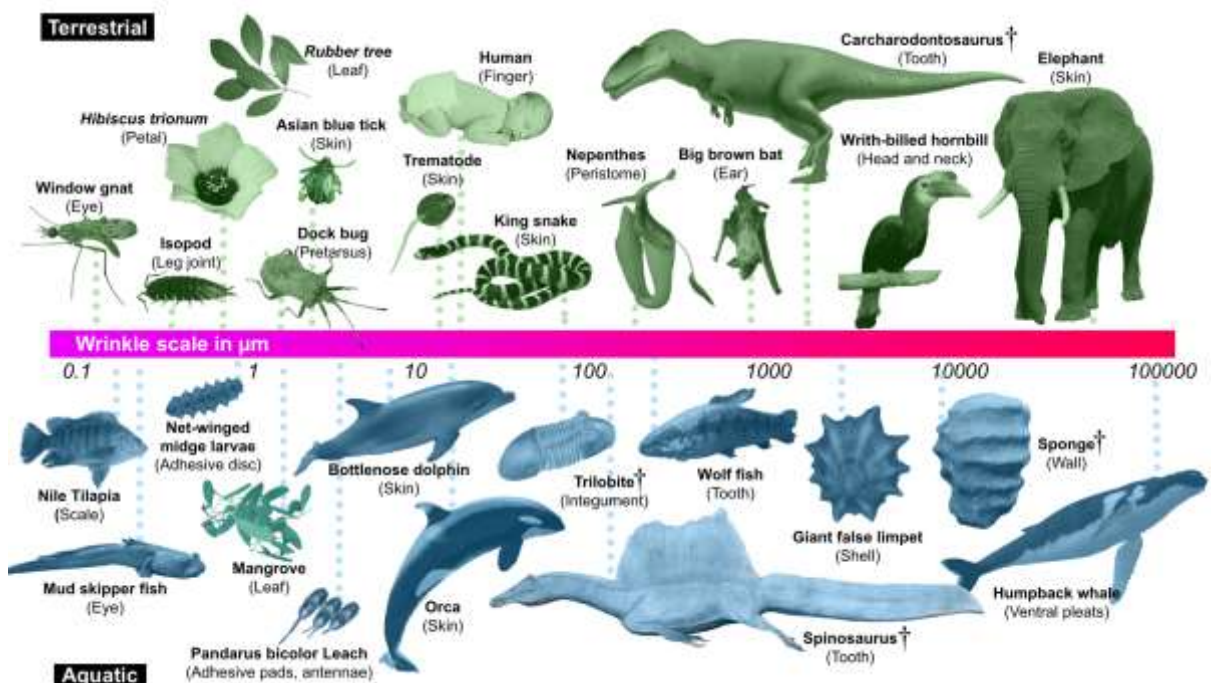 Terrestrial
Rubber tree
(Leaf)
Human
(Finger)
Carcharodontosaurus†
(Tooth)
Elephant
(Skin)
Hibiscus trionum
(Petal)
Asian blue tick
(Skin)
Trematode
(Skin)
Nepenthes
(Peristome)
Big brown bat
(Ear)
Writh-billed hornbill
(Head and neck)
Window gnat
(Eye)
Isopod
(Leg joint)
Dock bug
(Pretarsus)
King snake
(Skin)
Wrinkle scale in µm
0.1 1 10 100 1000 10000 100000
Nile Tilapia
(Scale)
Net-winged
midge larvae
(Adhesive disc)
Bottlenose dolphin
(Skin)
Trilobite†
(Integument)
Wolf fish
(Tooth)
Giant false limpet
(Shell)
Sponge†
(Wall)
Mud skipper fish
(Eye)
Mangrove
(Leaf)
Pandarus bicolor Leach
(Adhesive pads, antennae)
Orca
(Skin)
Spinosaurus†
(Tooth)
Humpback whale
(Ventral pleats)
Aquatic